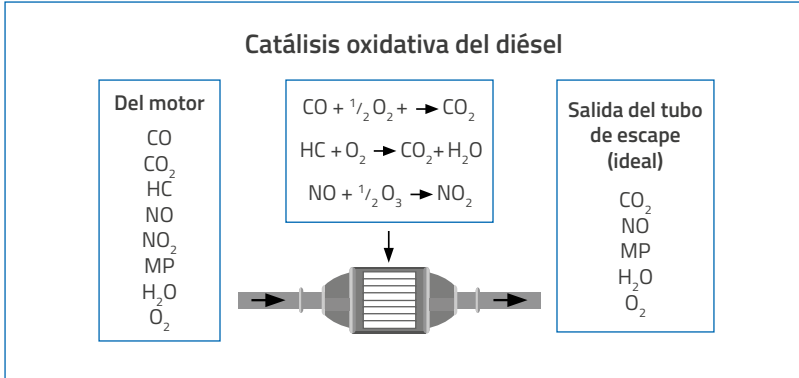 Catálisis oxidativa del diésel
Del motor
CO
CO₂
HC
NO
NO₂
MP
H₂O
O₂
CO + ¹/₂ O₂ + → CO₂
HC + O₂ → CO₂ + H₂O
NO + ¹/₂ O₃ → NO₂
Salida del tubo
de escape
(ideal)
CO₂
NO
MP
H₂O
O₂